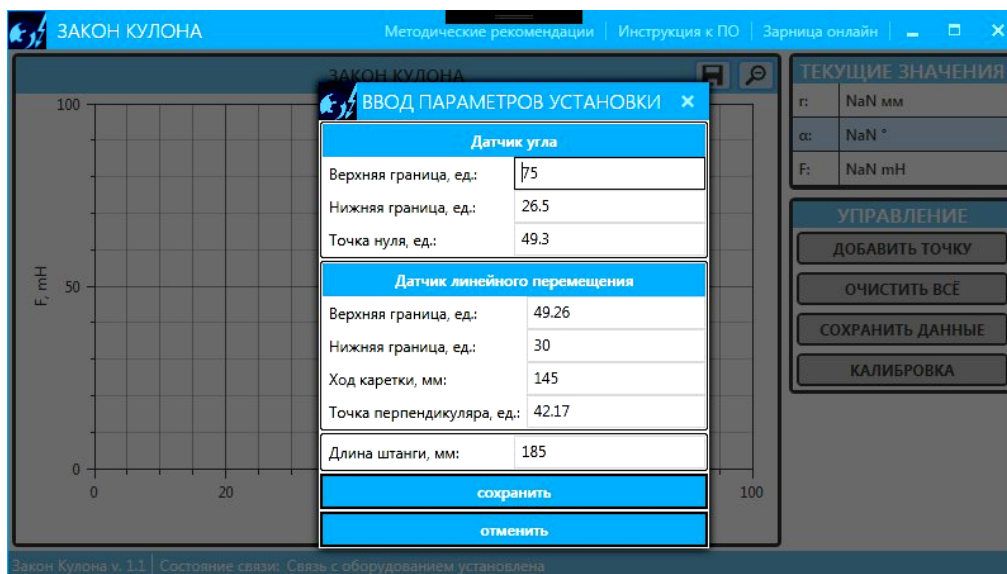 ЗАКОН КУЛОНА
Методические рекомендации | Инструкция к ПО | Зарница онлайн
ЗАКОН КУЛОНА
ТЕКУЩИЕ ЗНАЧЕНИЯ
r: NaN мм
α: NaN °
F: NaN mH
УПРАВЛЕНИЕ
ДОБАВИТЬ ТОЧКУ
ОЧИСТИТЬ ВСЁ
СОХРАНИТЬ ДАННЫЕ
КАЛИБРОВКА
100
F, mH
50
0
0 20 100
ВВОД ПАРАМЕТРОВ УСТАНОВКИ
Датчик угла
Верхняя граница, ед.: 75
Нижняя граница, ед.: 26.5
Точка нуля, ед.: 49.3
Датчик линейного перемещения
Верхняя граница, ед.: 49.26
Нижняя граница, ед.: 30
Ход каретки, мм: 145
Точка перпендикуляра, ед.: 42.17
Длина штанги, мм: 185
сохранить
отменить
Закон Кулона v. 1.1 | Состояние связи: Связь с оборудованием установлена